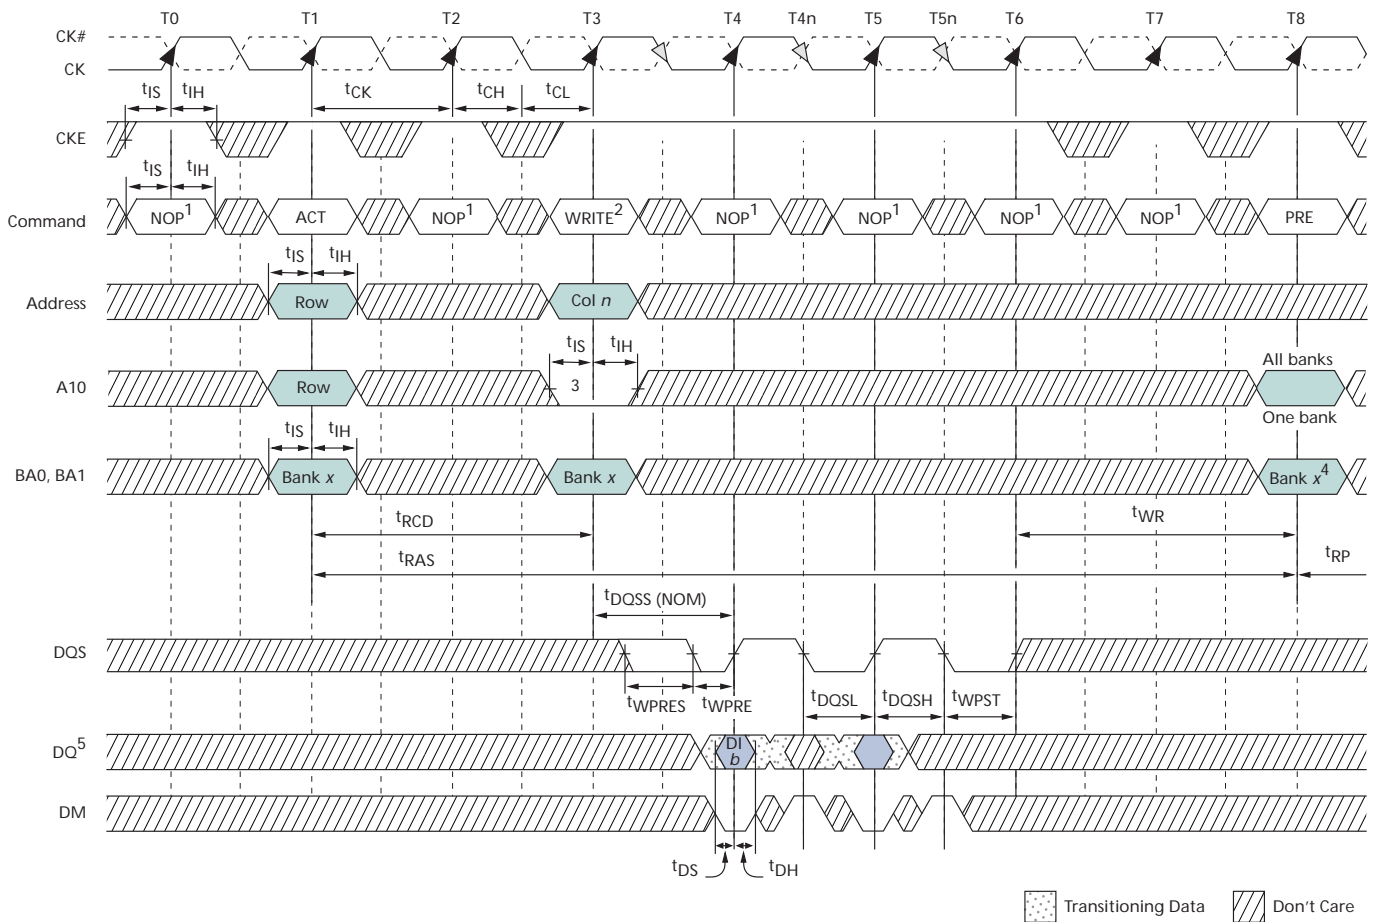 T0 T1 T2 T3 T4 T4n T5 T5n T6 T7 T8
CK#
CK
tIS tIH tCK tCH tCL
CKE
tIS tIH
Command NOP1 ACT NOP1 WRITE2 NOP1 NOP1 NOP1 NOP1 PRE
tIS tIH
Address Row Col n
tIS tIH
All banks
A10 Row 3
One bank
tIS tIH
BA0, BA1 Bank x Bank x Bank x4
tRCD tWR
tRAS tRP
tDQSS (NOM)
DQS
tWPRES tWPRE tDQSL tDQSH tWPST
DQ5 DI
b
DM
tDS tDH
Transitioning Data Don't Care